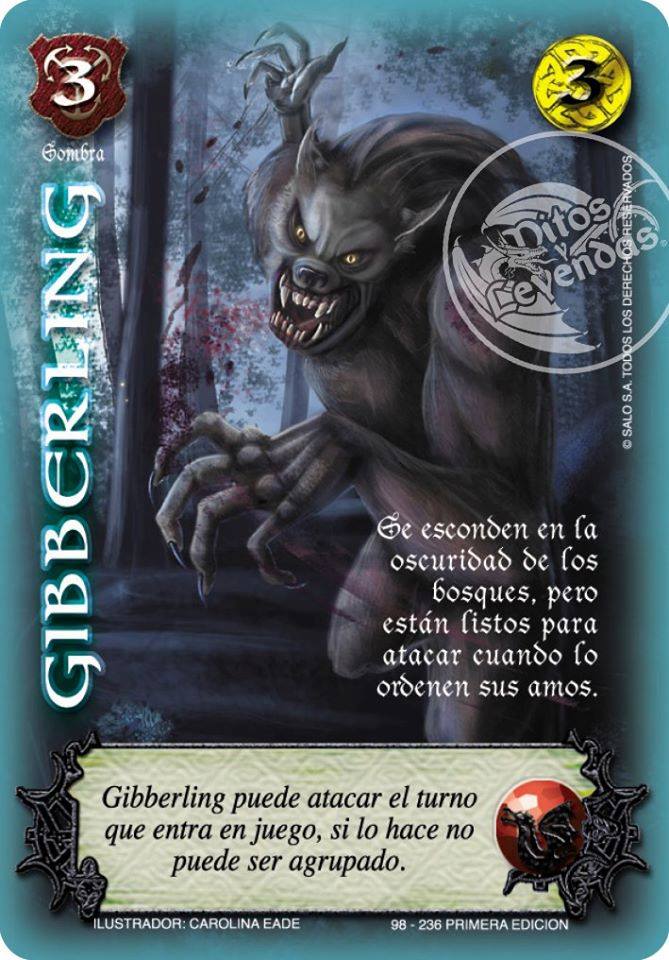 3
Sombra
3
GIBBERLING
Mitos
y
Leyendas
© SALO S.A. TODOS LOS DERECHOS RESERVADOS
Se esconden en la
oscuridad de los
bosques, pero
están listos para
atacar cuando lo
ordenen sus amos.
Gibberling puede atacar el turno
que entra en juego, si lo hace no
puede ser agrupado.
ILUSTRADOR: CAROLINA EADE
98 - 236 PRIMERA EDICION